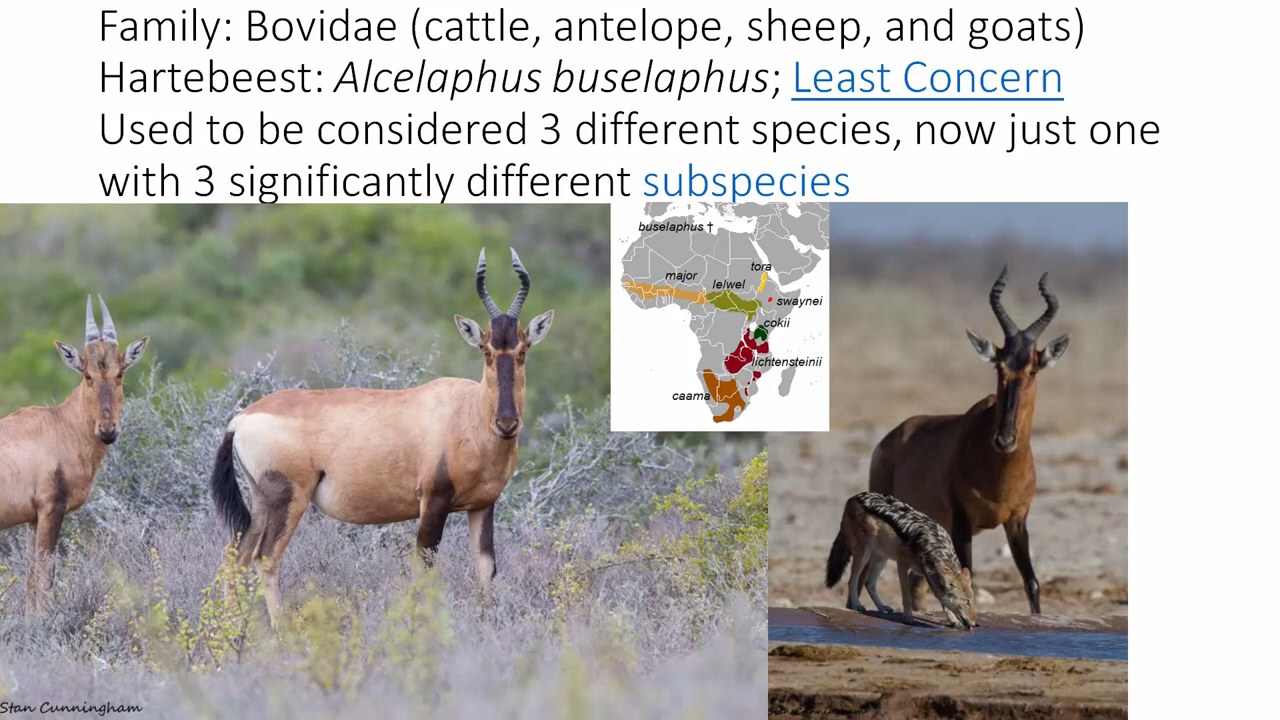 Family: Bovidae (cattle, antelope, sheep, and goats)
Hartebeest: Alcelaphus buselaphus; Least Concern
Used to be considered 3 different species, now just one
with 3 significantly different subspecies
buselaphus †
tora
major
lelwel
swaynei
cokii
lichtensteinii
caama
Stan Cunningham